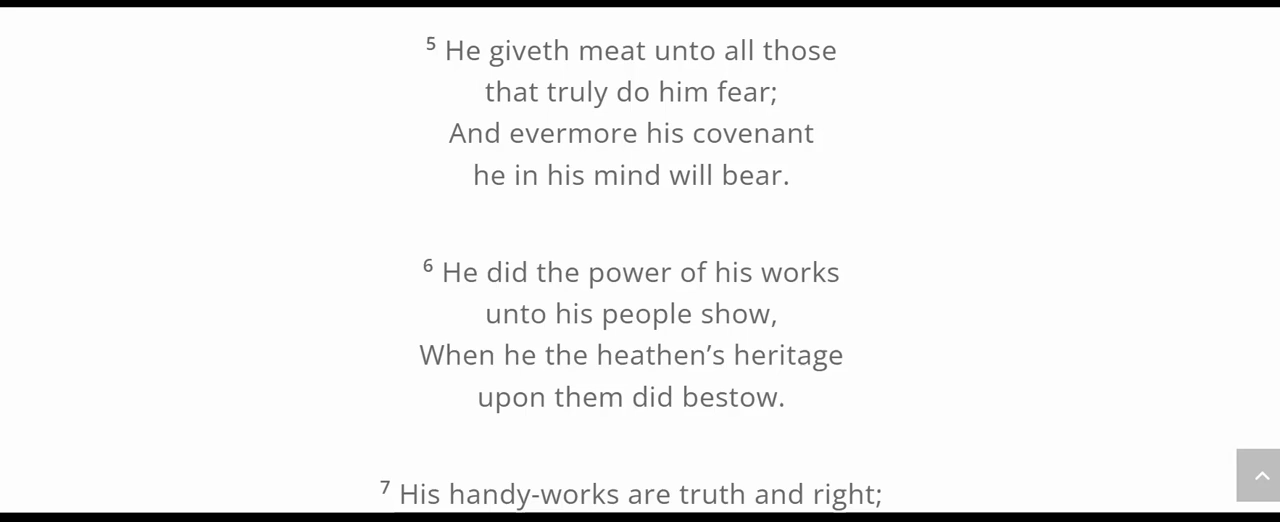 5 He giveth meat unto all those
that truly do him fear;
And evermore his covenant
he in his mind will bear.
6 He did the power of his works
unto his people show,
When he the heathen’s heritage
upon them did bestow.
7 His handy-works are truth and right;